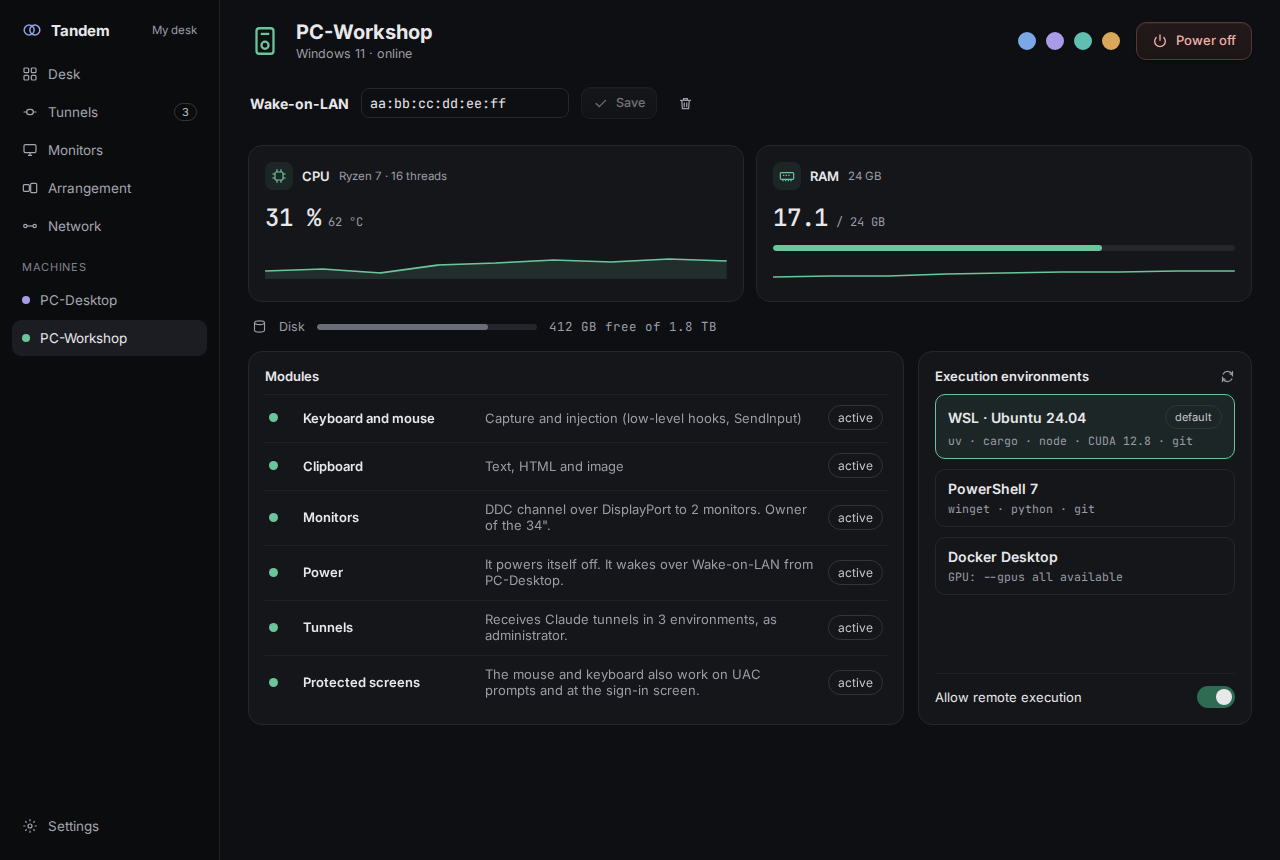 Tandem
My desk
Desk
Tunnels
3
Monitors
Arrangement
Network
MACHINES
PC-Desktop
PC-Workshop
Settings
PC-Workshop
Windows 11 · online
Power off
Wake-on-LAN
aa:bb:cc:dd:ee:ff
Save
CPU Ryzen 7 · 16 threads
31 % 62 °C
RAM 24 GB
17.1 / 24 GB
Disk
412 GB free of 1.8 TB
Modules
Keyboard and mouse
Capture and injection (low-level hooks, SendInput)
active
Clipboard
Text, HTML and image
active
Monitors
DDC channel over DisplayPort to 2 monitors. Owner
of the 34".
active
Power
It powers itself off. It wakes over Wake-on-LAN from
PC-Desktop.
active
Tunnels
Receives Claude tunnels in 3 environments, as
administrator.
active
Protected screens
The mouse and keyboard also work on UAC
prompts and at the sign-in screen.
active
Execution environments
WSL · Ubuntu 24.04
default
uv · cargo · node · CUDA 12.8 · git
PowerShell 7
winget · python · git
Docker Desktop
GPU: --gpus all available
Allow remote execution